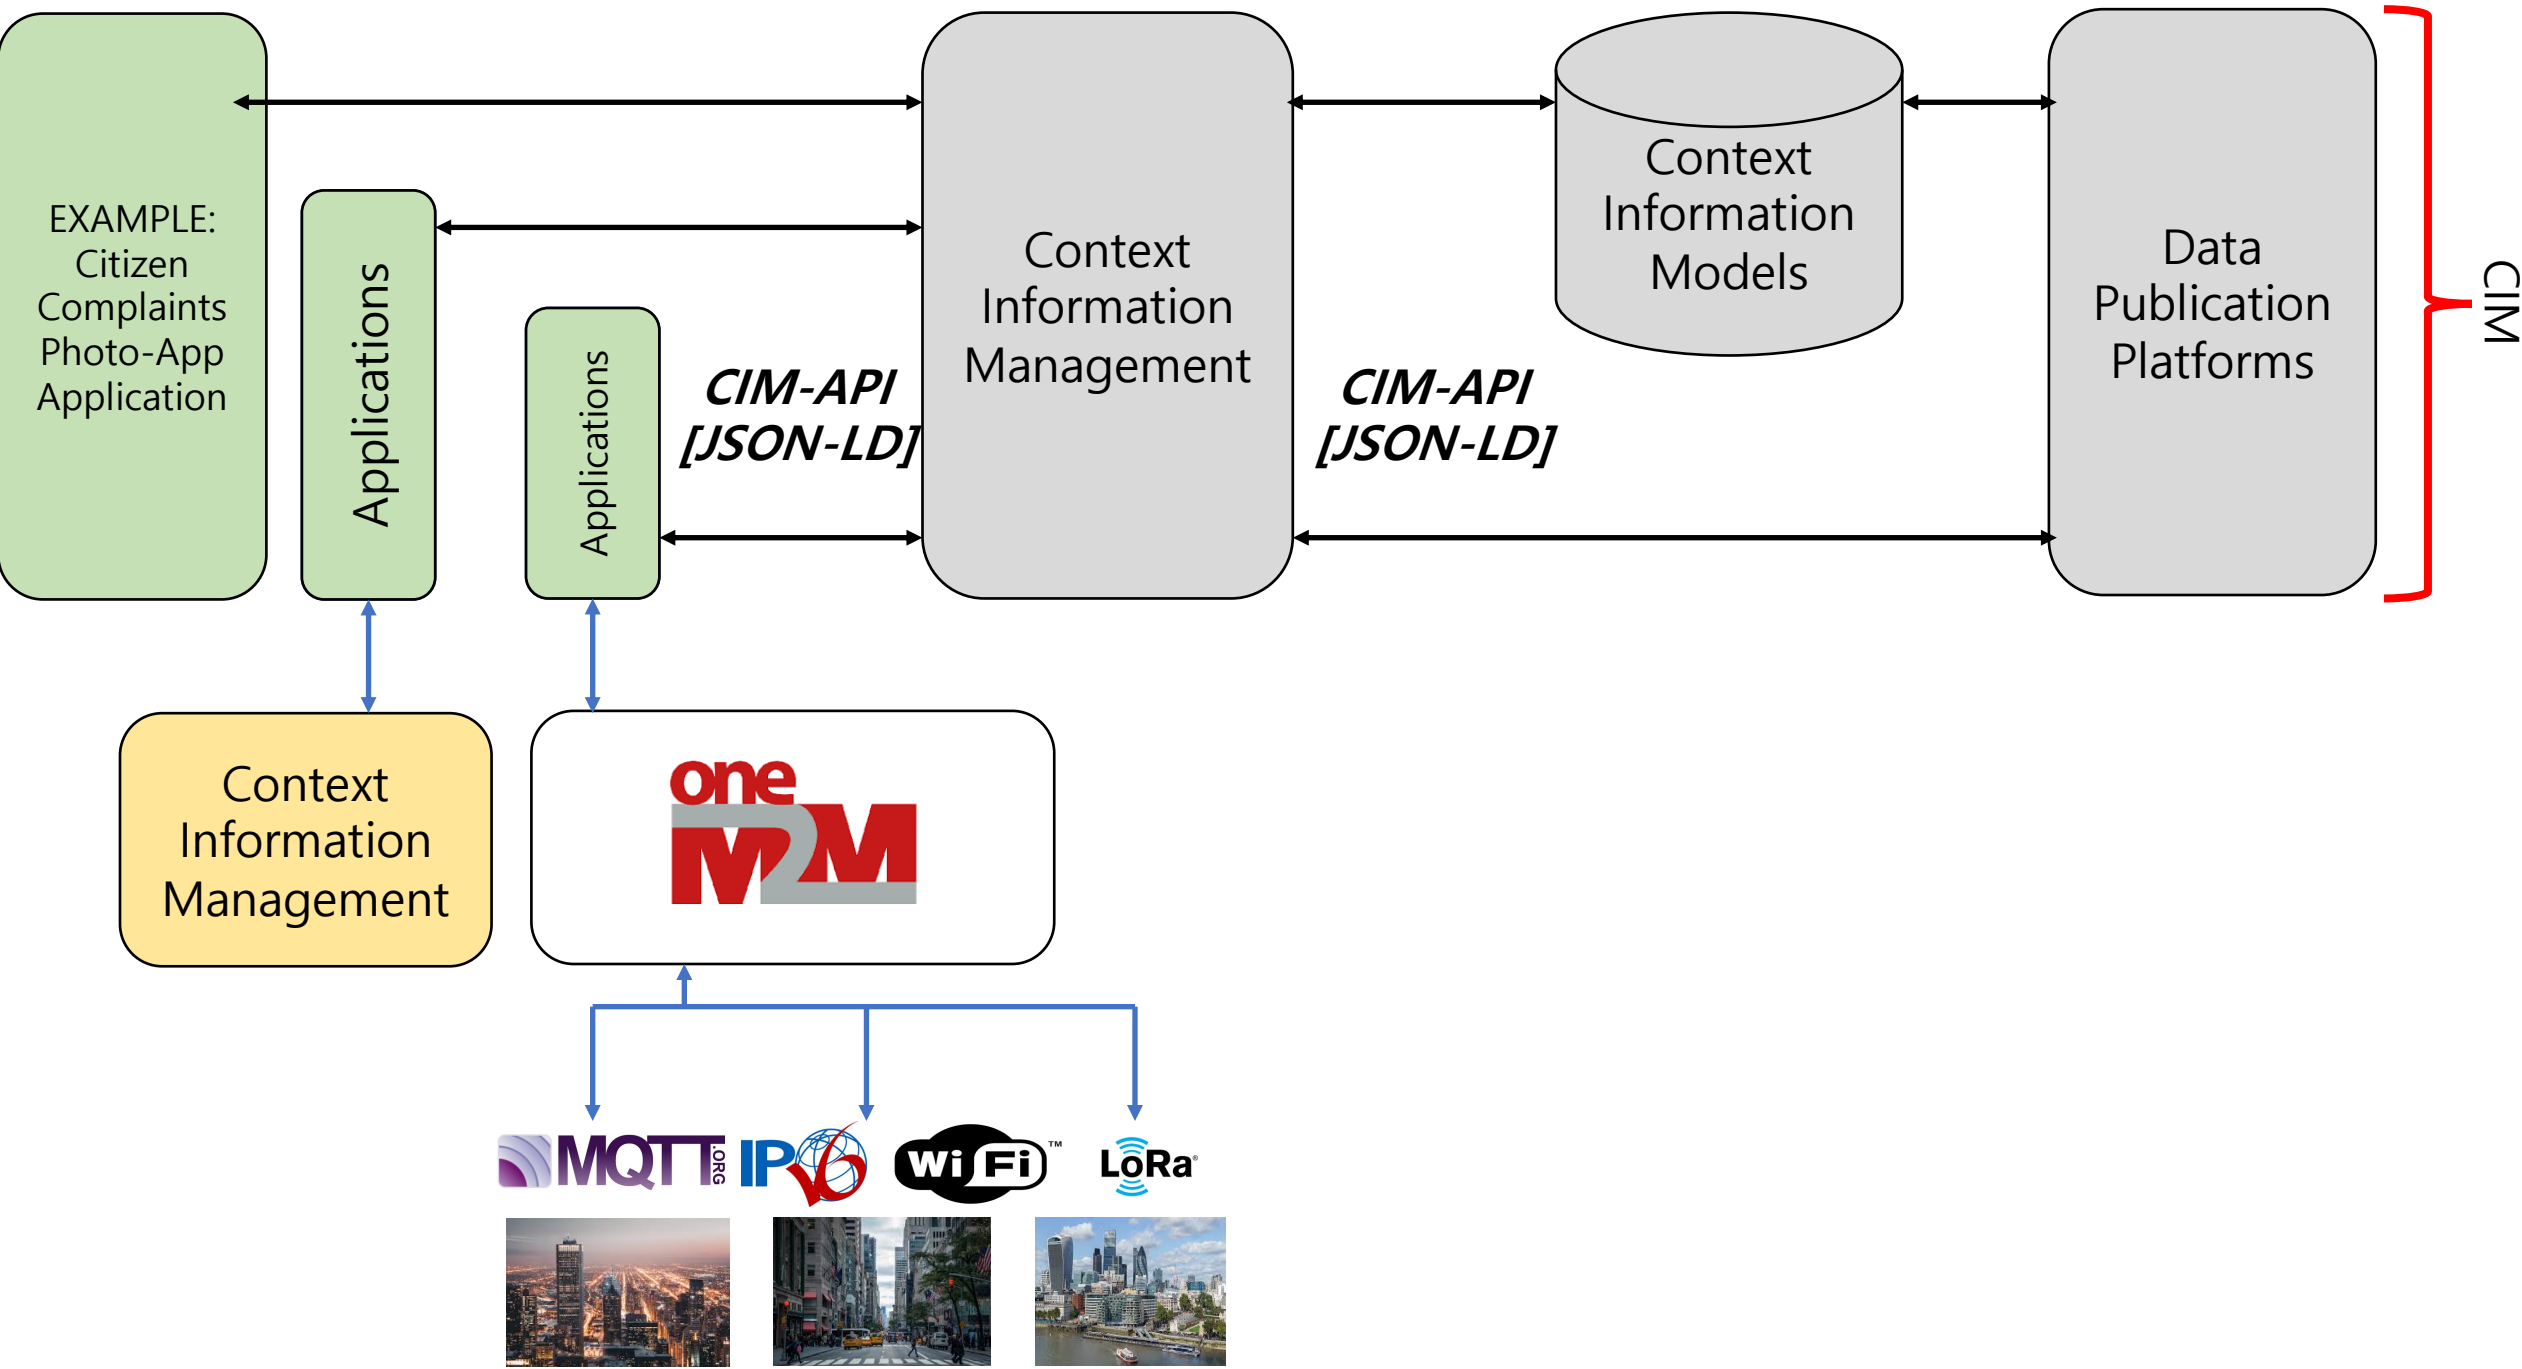 EXAMPLE:
Citizen
Complaints
Photo-App
Application
Applications
Applications
CIM-API
[JSON-LD]
Context
Information
Management
CIM-API
[JSON-LD]
Context
Information
Models
Data
Publication
Platforms
CIM
Context
Information
Management
one
M2M
MQTT.ORG
IPv6
WiFi™
LoRa®